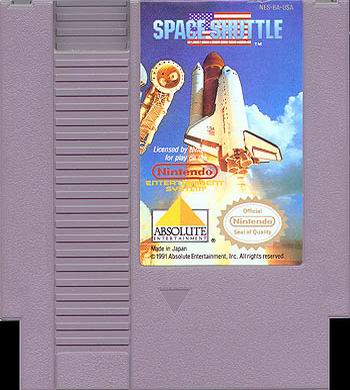 NES-6A-USA
SPACE SHUTTLE
TM
Licensed by Nintendo
for play on the
Nintendo
ENTERTAINMENT
SYSTEM
ABSOLUTE
ENTERTAINMENT
®
Official
Nintendo
Seal of Quality
Made in Japan
©1991 Absolute Entertainment, Inc. All rights reserved.